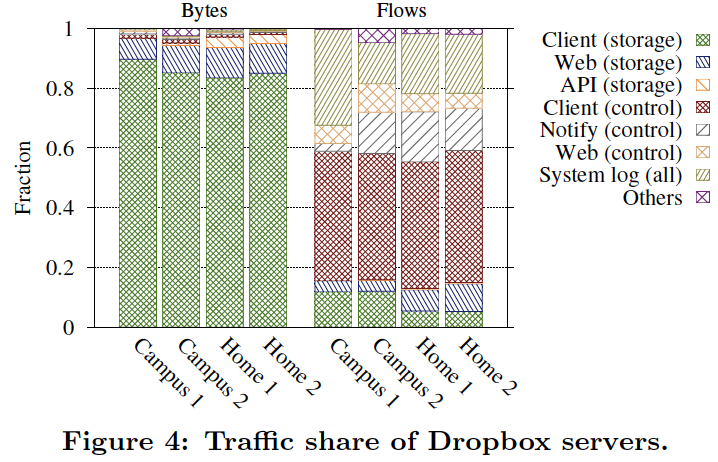 Bytes
Flows
1
0.8
0.6
0.4
0.2
0
Fraction
Campus 1
Campus 2
Home 1
Home 2
Campus 1
Campus 2
Home 1
Home 2
Client (storage)
Web (storage)
API (storage)
Client (control)
Notify (control)
Web (control)
System log (all)
Others
Figure 4: Traffic share of Dropbox servers.